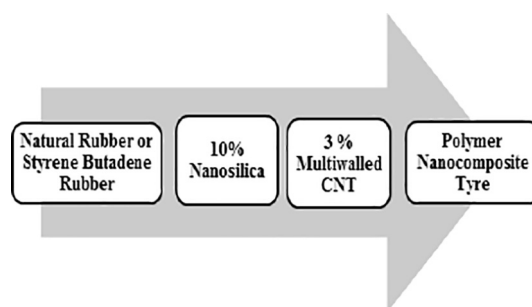 Natural Rubber or
Styrene Butadene
Rubber
10%
Nanosilica
3 %
Multiwalled
CNT
Polymer
Nanocomposite
Tyre